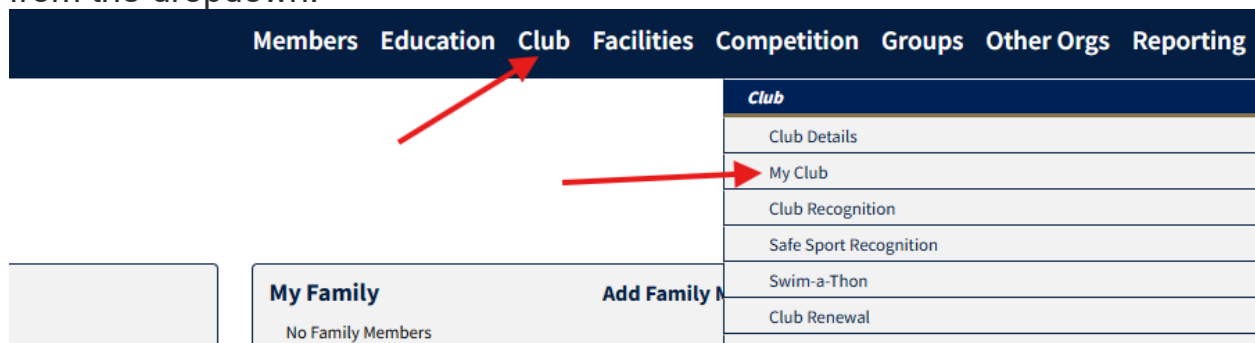 from the dropdown.
Members Education Club Facilities Competition Groups Other Orgs Reporting
Club
Club Details
My Club
Club Recognition
Safe Sport Recognition
Swim-a-Thon
Club Renewal
My Family
Add Family
No Family Members